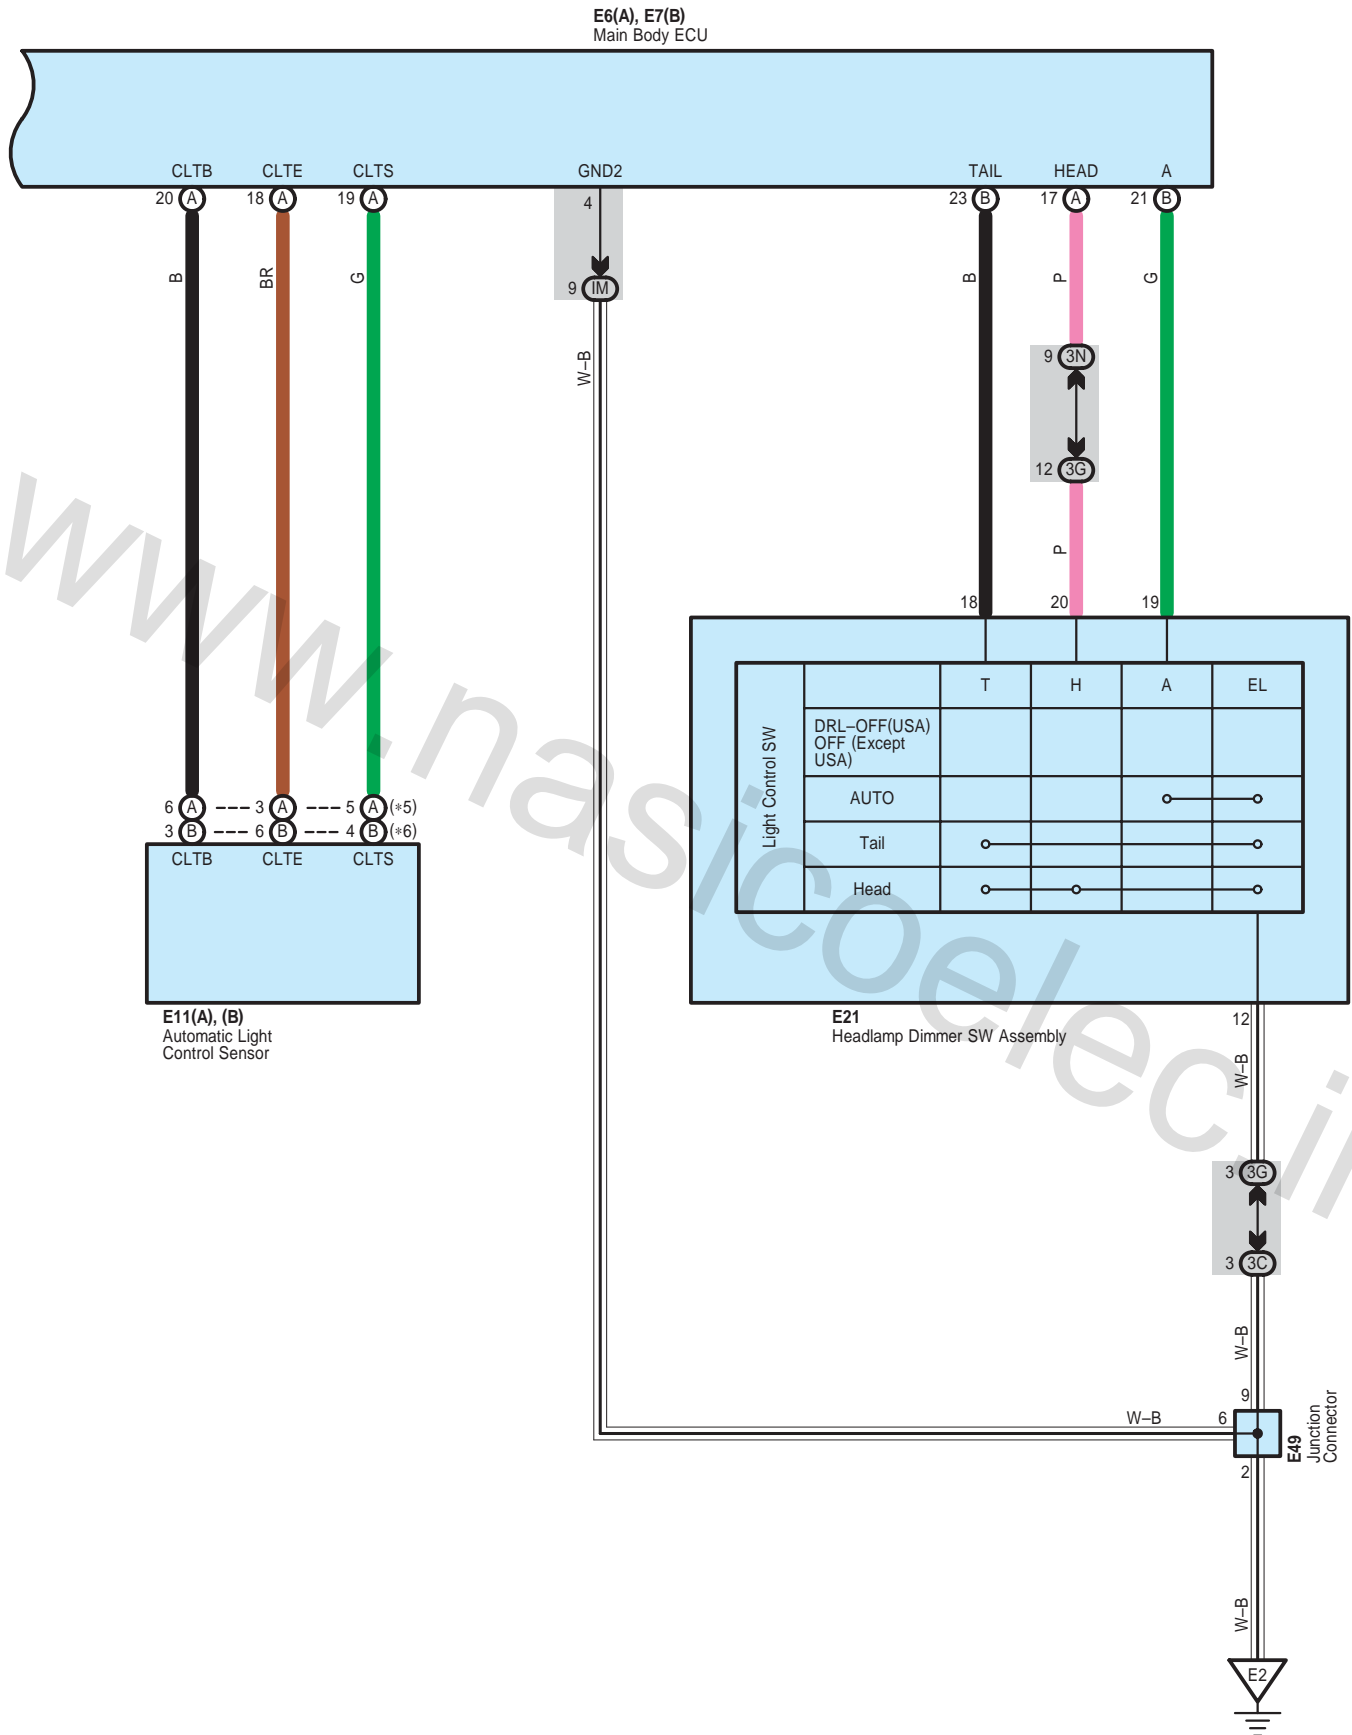 E6(A), E7(B)
Main Body ECU
CLTB CLTE CLTS GND2 TAIL HEAD A
20 A 18 A 19 A 4 23 B 17 A 21 B
B BR G B P G
9 IM
W–B
9 3N
12 3G
P
18 20 19
Light Control SW
T H A EL
DRL–OFF(USA)
OFF (Except
USA)
AUTO
Tail
Head
6 A 3 A 5 A (*5)
3 B 6 B 4 B (*6)
CLTB CLTE CLTS
E11(A), (B)
Automatic Light
Control Sensor
E21
Headlamp Dimmer SW Assembly
12
W–B
3 3G
3 3C
W–B
9
W–B 6
E49
Junction
Connector
2
W–B
E2
www.nasicoelec.ir